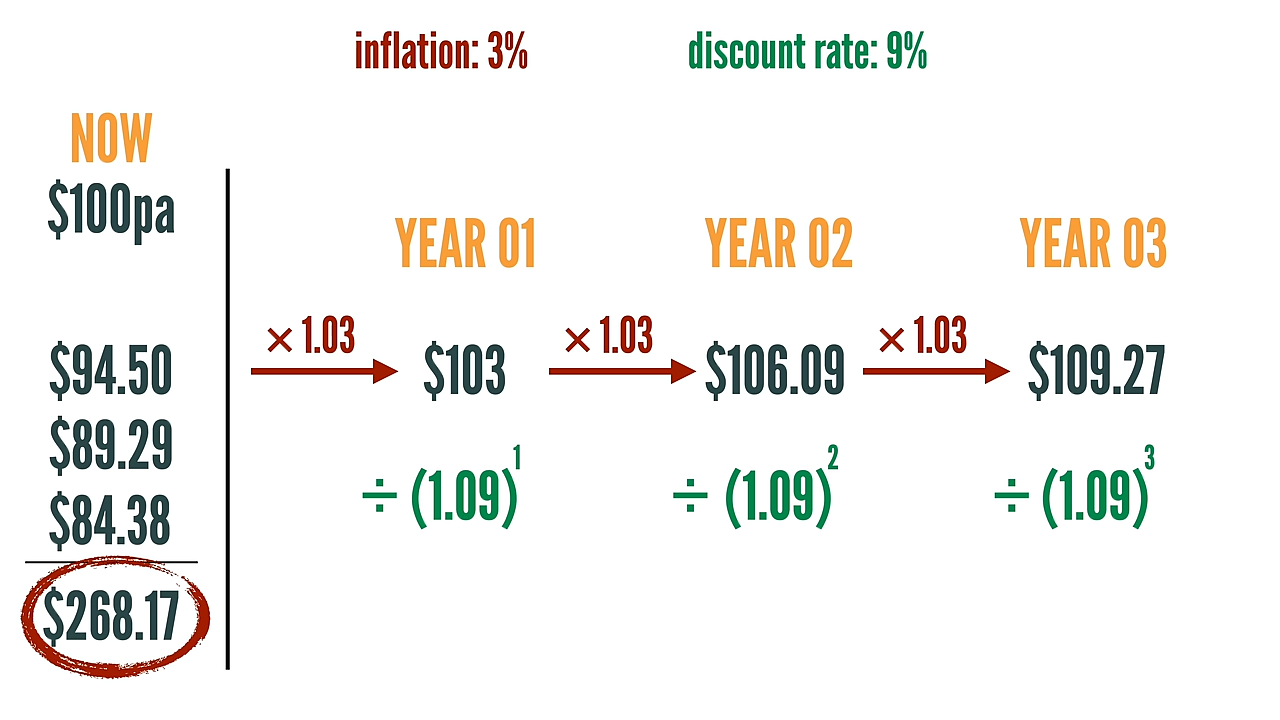 inflation: 3% discount rate: 9%
NOW
$100pa
YEAR 01 YEAR 02 YEAR 03
× 1.03 × 1.03 × 1.03
$94.50 $103 $106.09 $109.27
$89.29
÷ (1.09)¹ ÷ (1.09)² ÷ (1.09)³
$84.38
$268.17